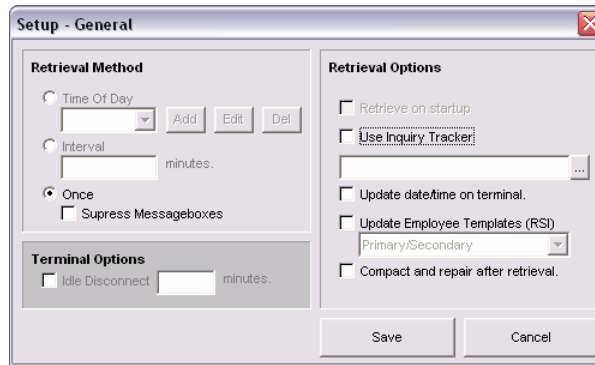 Setup - General
Retrieval Method
Time Of Day
Add Edit Del
Interval
minutes.
Once
Supress Messageboxes
Terminal Options
Idle Disconnect minutes.
Retrieval Options
Retrieve on startup
Use Inquiry Tracker
...
Update date/time on terminal.
Update Employee Templates (RSI)
Primary/Secondary
Compact and repair after retrieval.
Save Cancel